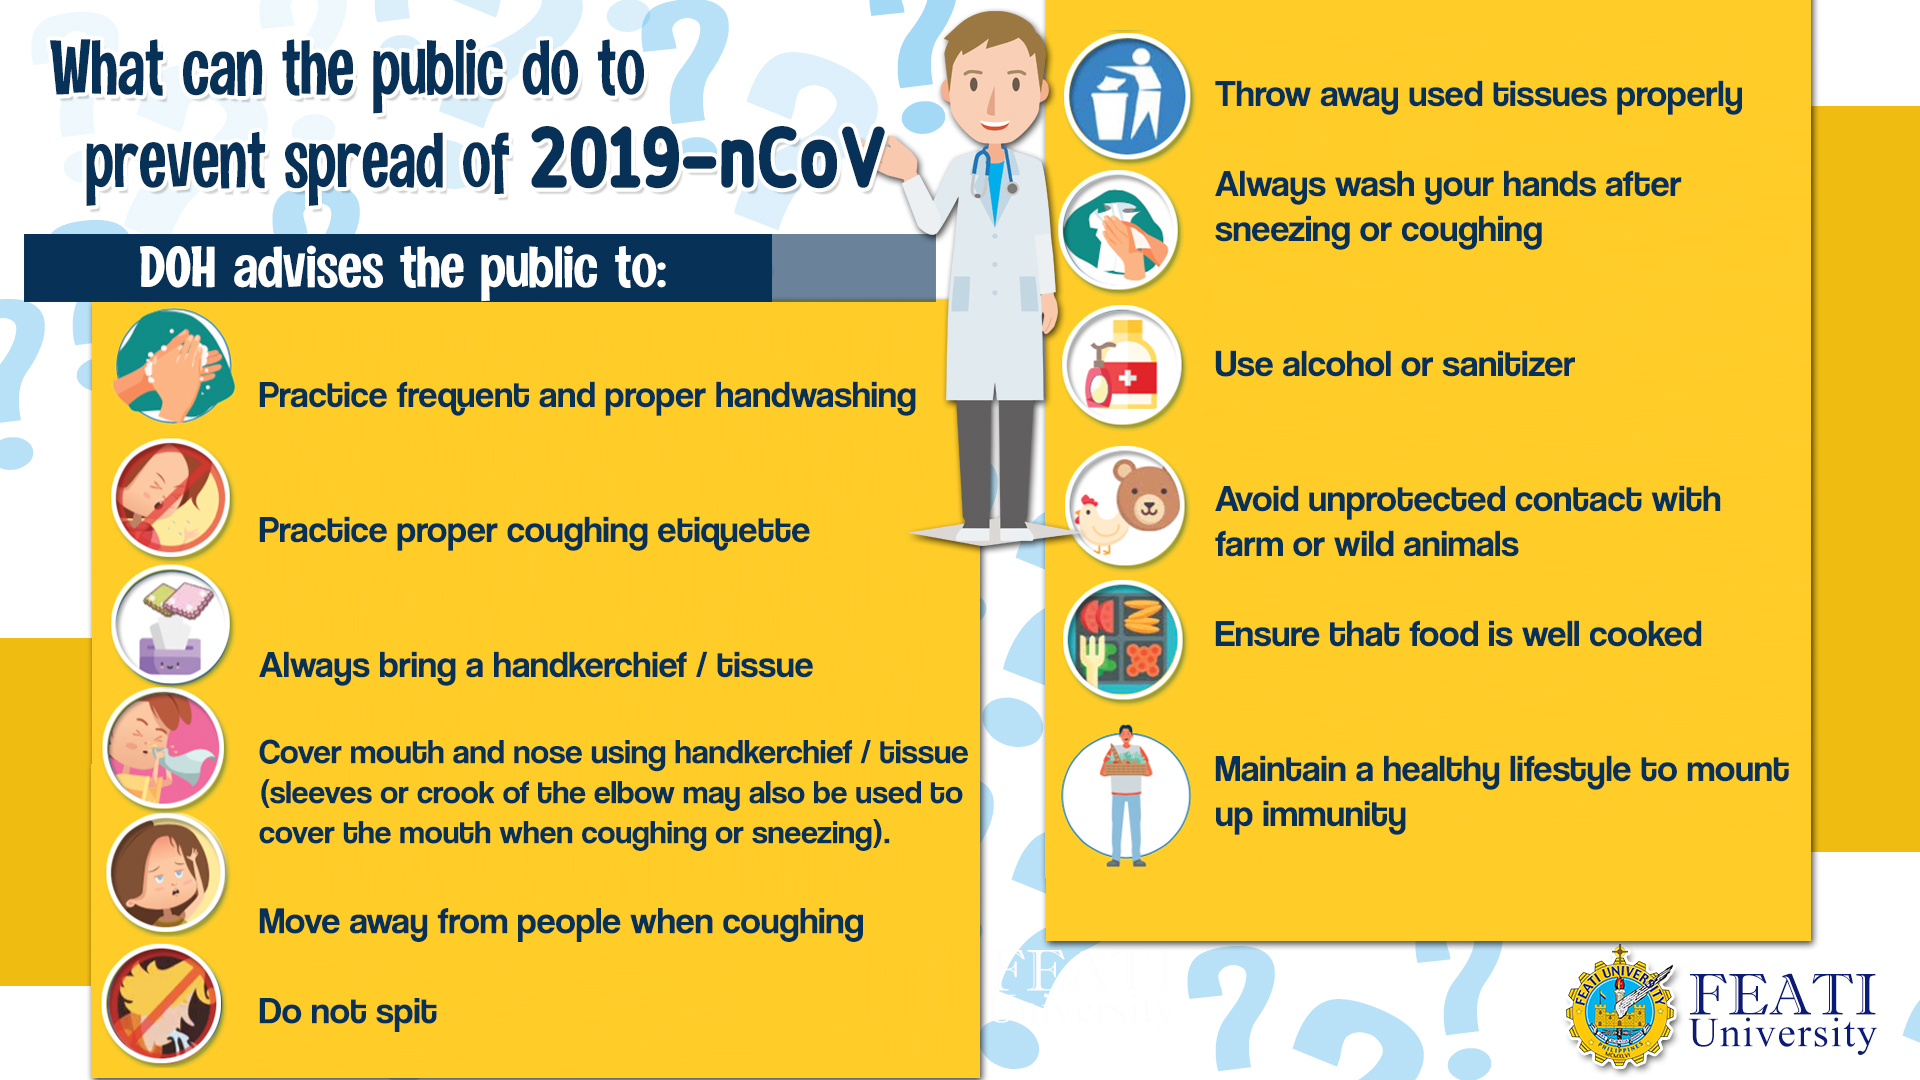 What can the public do to
prevent spread of 2019-nCoV
DOH advises the public to:
Practice frequent and proper handwashing
Practice proper coughing etiquette
Always bring a handkerchief / tissue
Cover mouth and nose using handkerchief / tissue
(sleeves or crook of the elbow may also be used to
cover the mouth when coughing or sneezing).
Move away from people when coughing
Do not spit
Throw away used tissues properly
Always wash your hands after
sneezing or coughing
Use alcohol or sanitizer
Avoid unprotected contact with
farm or wild animals
Ensure that food is well cooked
Maintain a healthy lifestyle to mount
up immunity
FEATI
University
FEATI UNIVERSITY
PHILIPPINES
MCMXLVI
FEATI
University